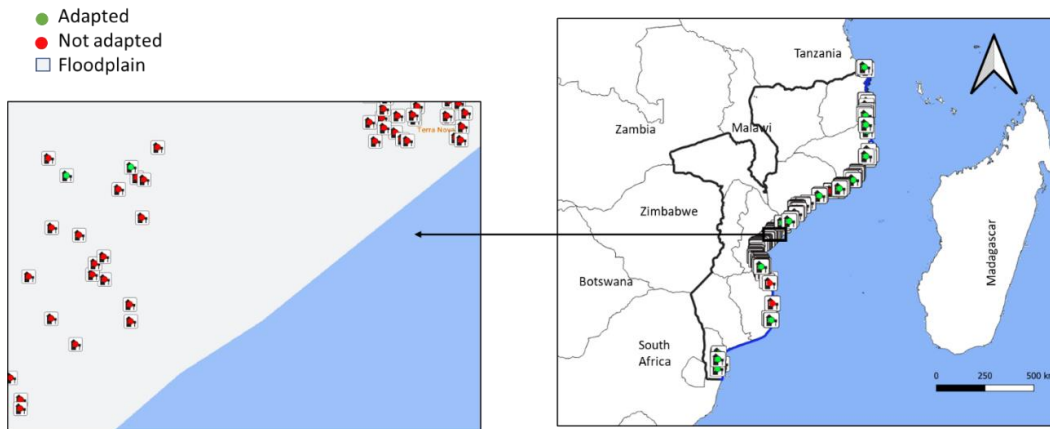 Adapted
Not adapted
Floodplain
Terra Nova
Tanzania
Zambia
Malawi
Zimbabwe
Madagascar
Botswana
South
Africa
0 250 500 km